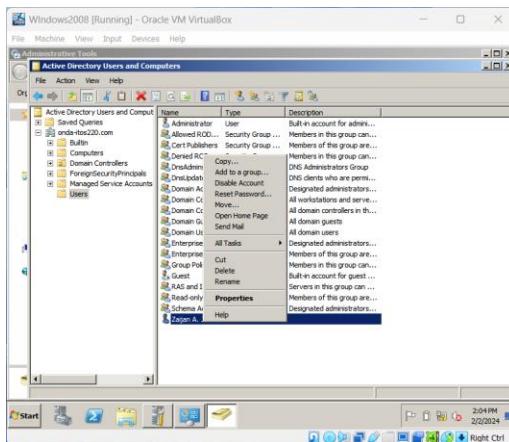 WIndows2008 [Running] - Oracle VM VirtualBox
File Machine View Input Devices Help
Administrative Tools
Active Directory Users and Computers
File Action View Help
Active Directory Users and Comput
Saved Queries
onda-itos220.com
Builtin
Computers
Domain Controllers
ForeignSecurityPrincipals
Managed Service Accounts
Users
Name Type Description
Administrator User Built-in account for admini...
Allowed ROD... Security Group ... Members in this group can...
Cert Publishers Security Group ... Members of this group are...
Denied Members in this group can...
DnsAdmin DNS Administrators Group
DnsUpdat DNS clients who are permi...
Domain Ac Designated administrators...
Domain Co All workstations and serve...
Domain Co All domain controllers in th...
Domain Gu All domain guests
Domain Us All domain users
Enterprise Designated administrators...
Enterprise Members of this group are...
Group Poli Members in this group can...
Guest Built-in account for guest ...
RAS and I Servers in this group can ...
Read-only Members of this group are...
Schema A Designated administrators...
Zagan A.
Copy...
Add to a group...
Disable Account
Reset Password...
Move...
Open Home Page
Send Mail
All Tasks
Cut
Delete
Rename
Properties
Help
Start
2:04 PM
2/2/2024
Right Ctrl